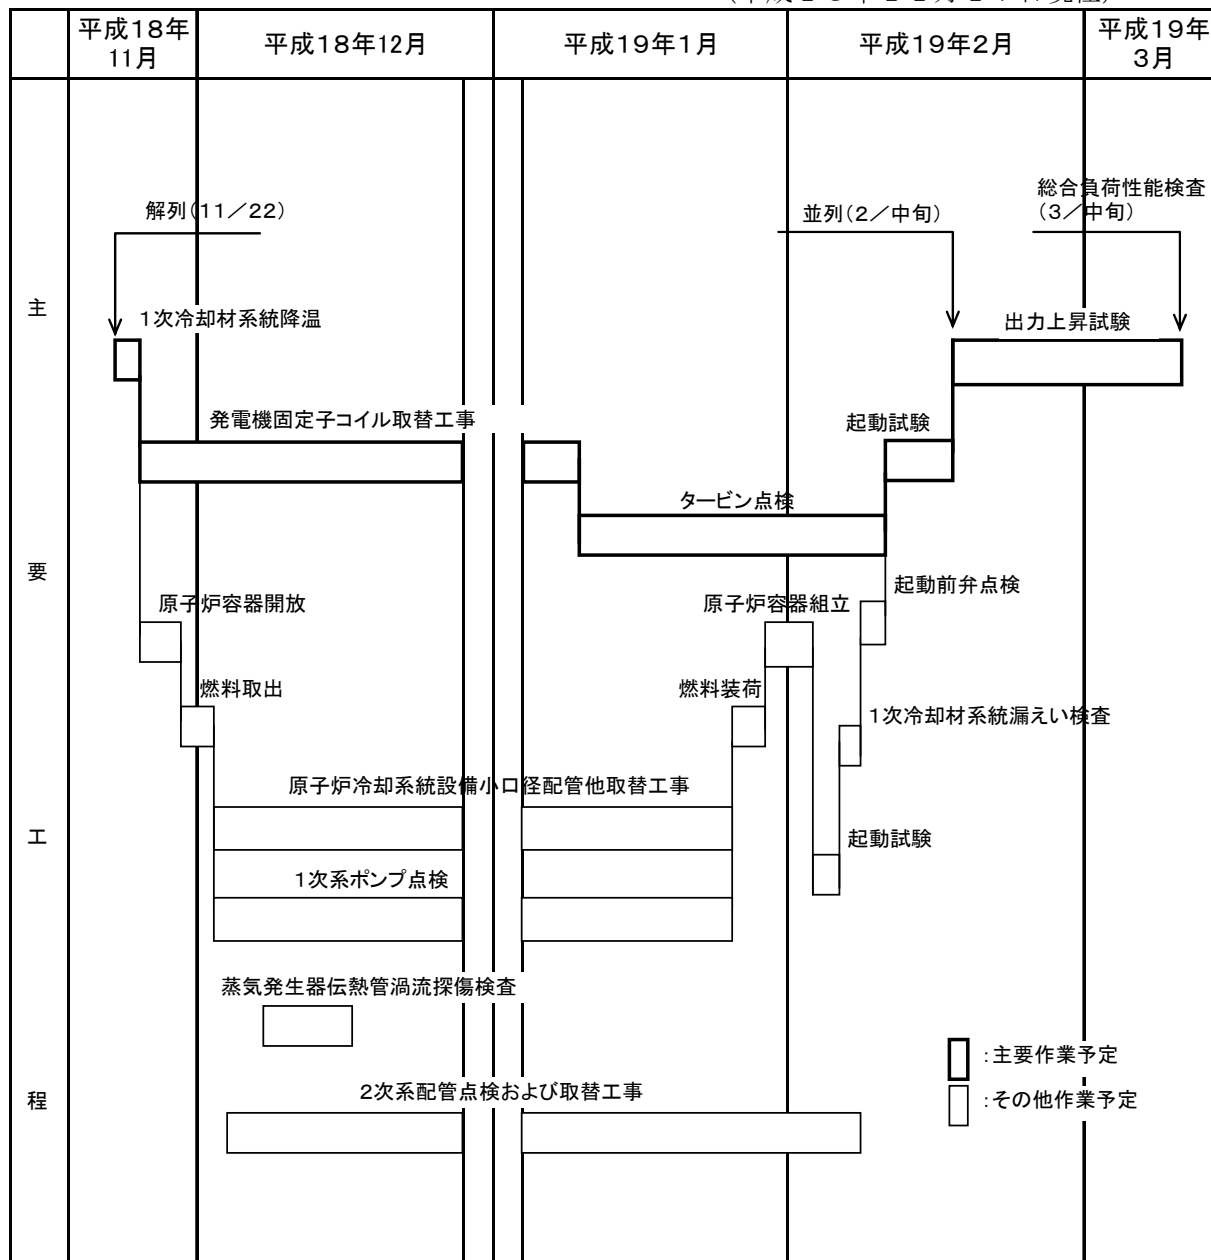 平成18年
11月
平成18年12月
平成19年1月
平成19年2月
平成19年
3月
主
要
工
程
解列(11／22)
並列(2／中旬)
総合負荷性能検査
(3／中旬)
1次冷却材系統降温
出力上昇試験
発電機固定子コイル取替工事
起動試験
タービン点検
起動前弁点検
原子炉容器開放
原子炉容器組立
燃料取出
燃料装荷
1次冷却材系統漏えい検査
原子炉冷却系統設備小口径配管他取替工事
起動試験
1次系ポンプ点検
蒸気発生器伝熱管渦流探傷検査
:主要作業予定
2次系配管点検および取替工事
:その他作業予定